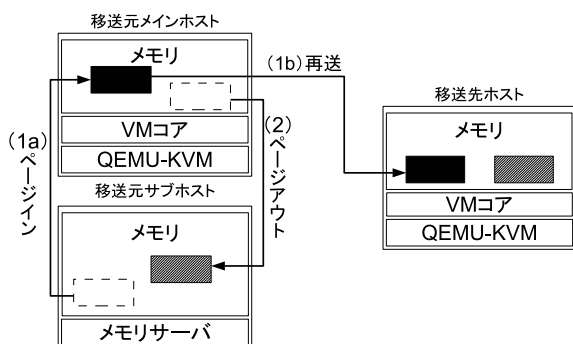 移送元メインホスト
メモリ
(1b)再送
VMコア
QEMU-KVM
(1a)ページイン
(2)ページアウト
移送元サブホスト
メモリ
メモリサーバ
移送先ホスト
メモリ
VMコア
QEMU-KVM